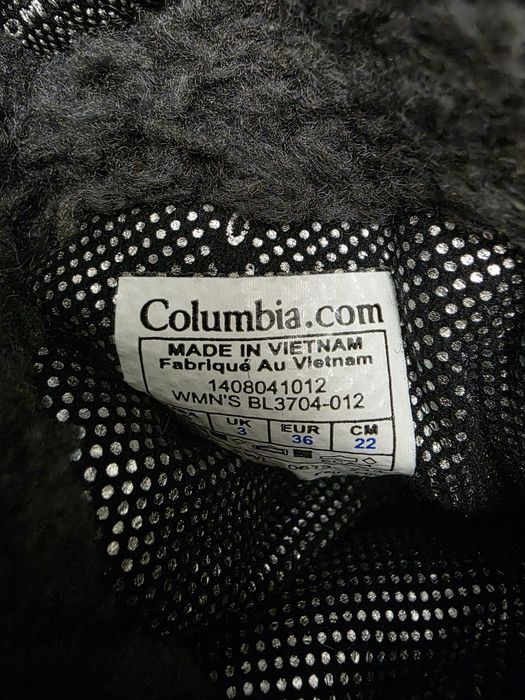 Columbia.com
MADE IN VIETNAM
Fabriqué Au Vietnam
1408041012
WMN'S BL3704-012
UK EUR CM
3 36 22